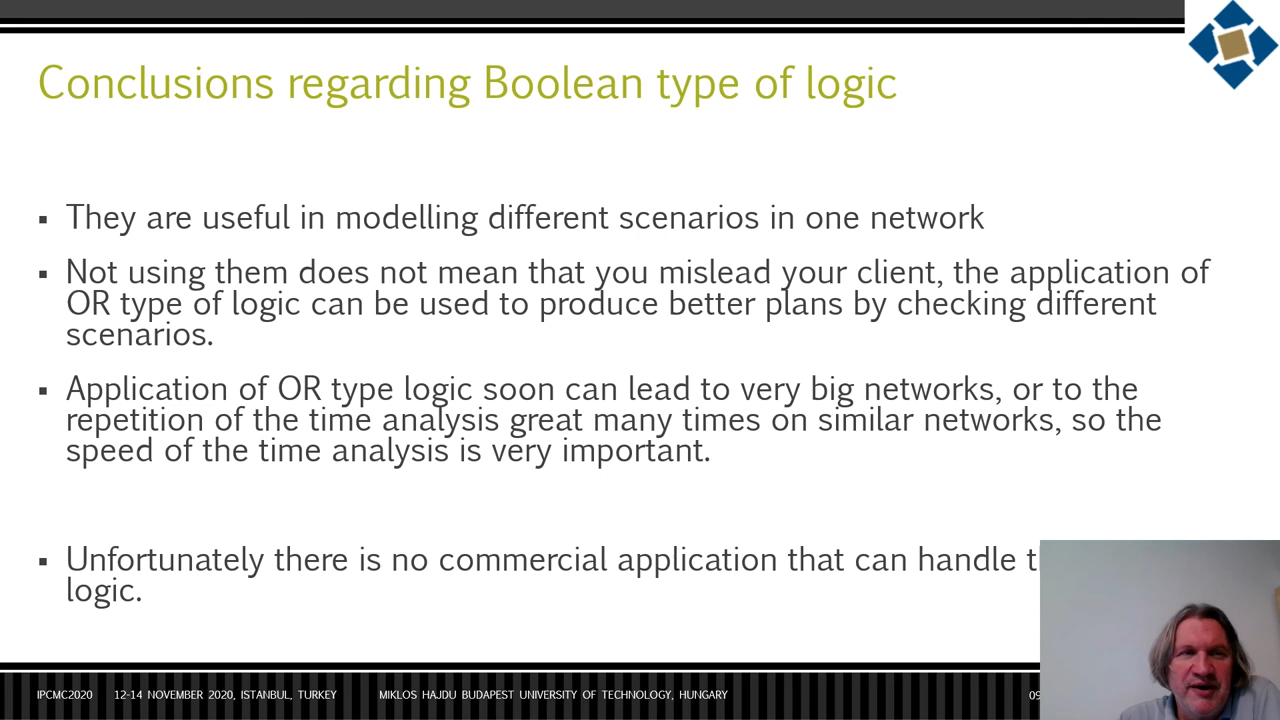 Conclusions regarding Boolean type of logic
▪ They are useful in modelling different scenarios in one network
▪ Not using them does not mean that you mislead your client, the application of
OR type of logic can be used to produce better plans by checking different
scenarios.
▪ Application of OR type logic soon can lead to very big networks, or to the
repetition of the time analysis great many times on similar networks, so the
speed of the time analysis is very important.
▪ Unfortunately there is no commercial application that can handle
logic.
IPCMC2020 12-14 NOVEMBER 2020, ISTANBUL, TURKEY MIKLOS HAJDU BUDAPEST UNIVERSITY OF TECHNOLOGY, HUNGARY